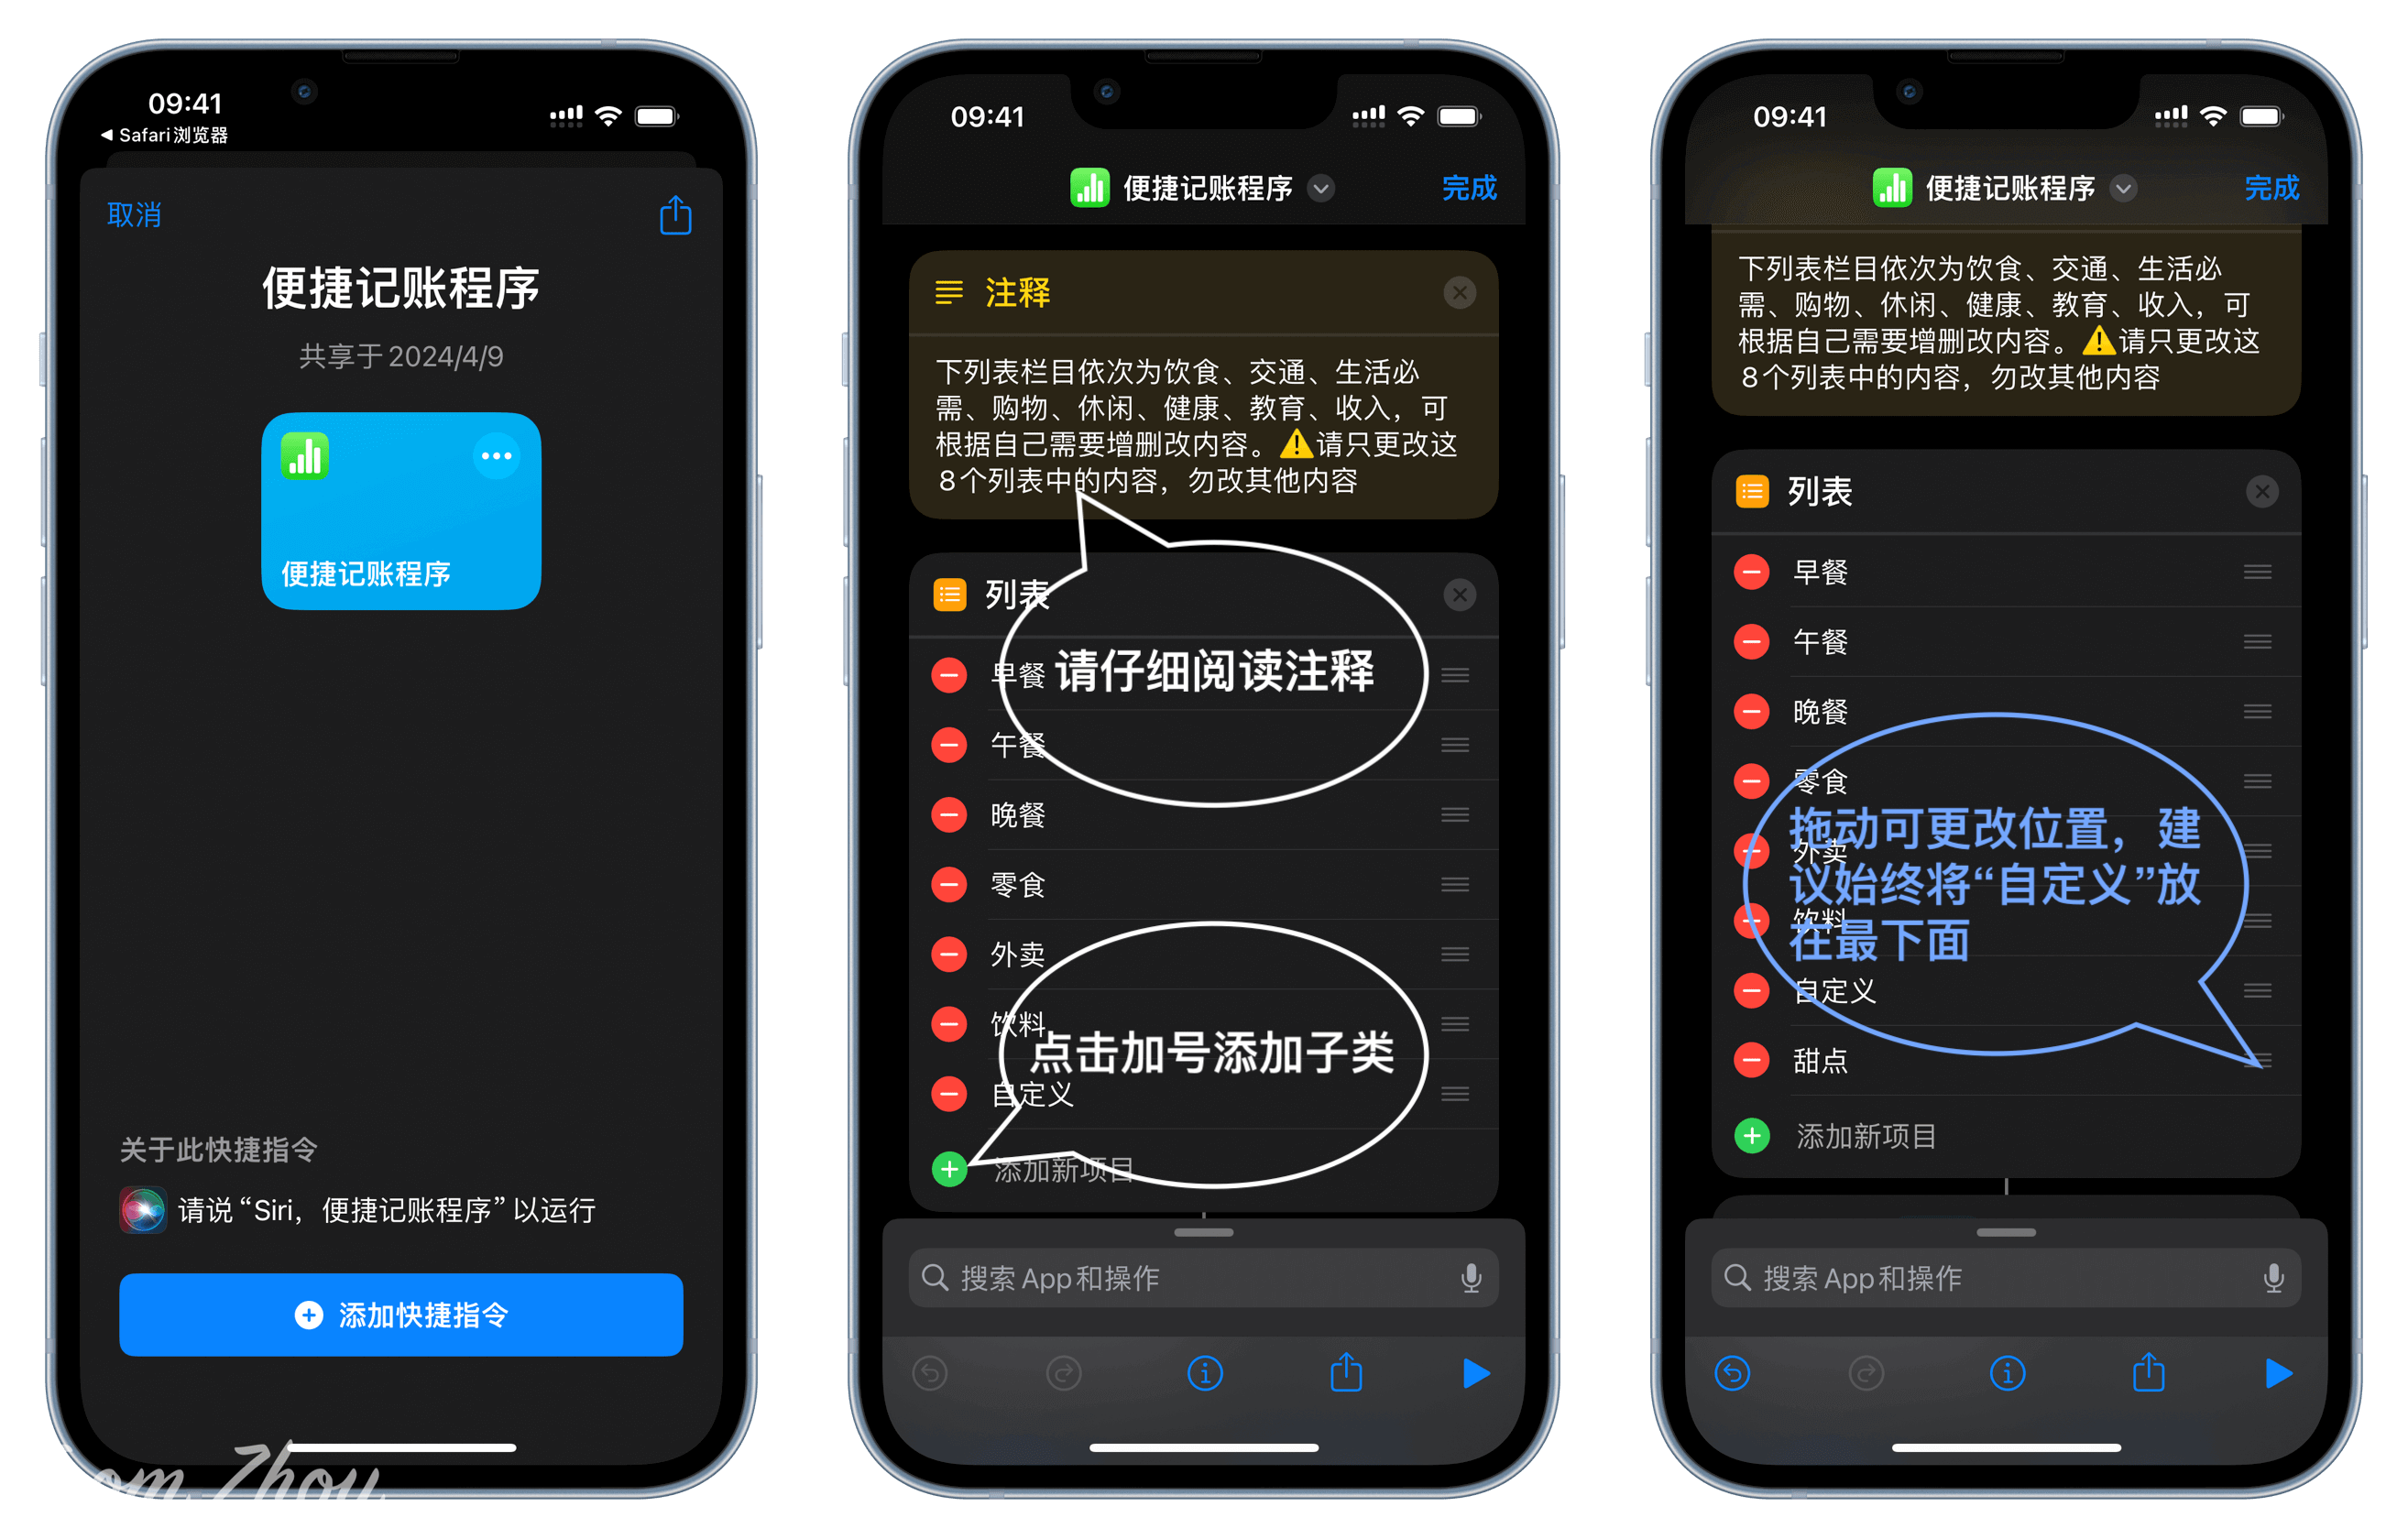 09:41
Safari浏览器
取消
便捷记账程序
共享于 2024/4/9
便捷记账程序
关于此快捷指令
请说“Siri，便捷记账程序”以运行
添加快捷指令
09:41
便捷记账程序
完成
注释
下列表栏目依次为饮食、交通、生活必
需、购物、休闲、健康、教育、收入，可
根据自己需要增删改内容。⚠️请只更改这
8个列表中的内容，勿改其他内容
列表
早餐
请仔细阅读注释
午餐
晚餐
零食
外卖
饮料
点击加号添加子类
自定义
添加新项目
搜索 App和操作
09:41
便捷记账程序
完成
下列表栏目依次为饮食、交通、生活必
需、购物、休闲、健康、教育、收入，可
根据自己需要增删改内容。⚠️请只更改这
8个列表中的内容，勿改其他内容
列表
早餐
午餐
晚餐
零食
外卖
饮料
拖动可更改位置，建
议始终将“自定义”放
在最下面
自定义
甜点
添加新项目
搜索 App和操作
om Zhou